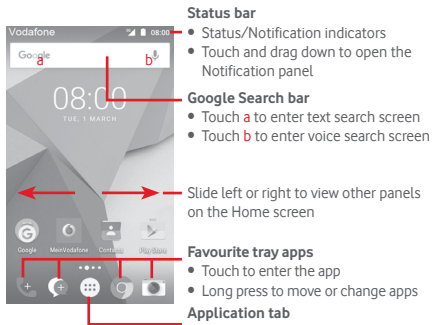 Vodafone 08:00
Google
a b
08:00
TUE, 1 MARCH
Google MeinVodafone Contacts Play Store
Status bar
• Status/Notification indicators
• Touch and drag down to open the
Notification panel
Google Search bar
• Touch a to enter text search screen
• Touch b to enter voice search screen
Slide left or right to view other panels
on the Home screen
Favourite tray apps
• Touch to enter the app
• Long press to move or change apps
Application tab